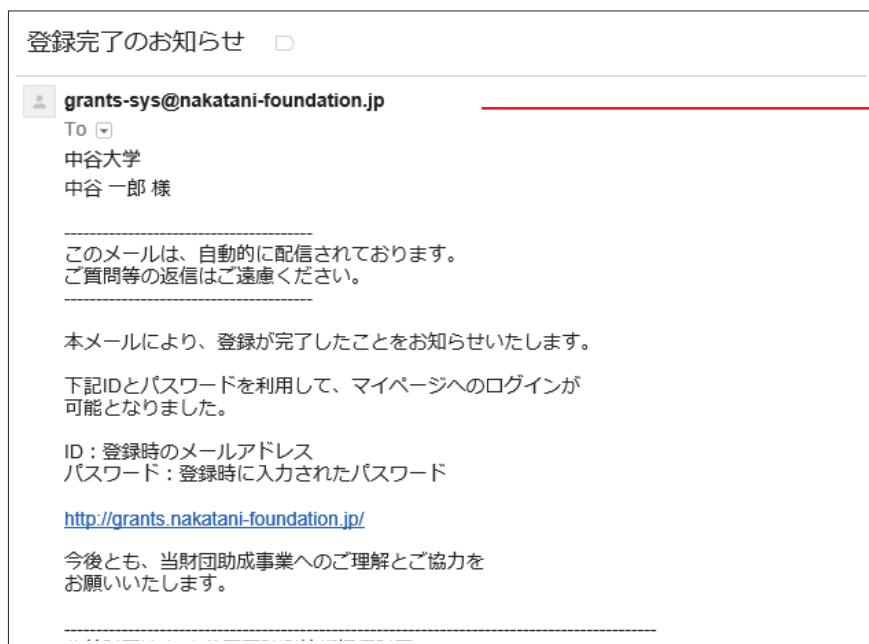 登録完了のお知らせ
grants-sys@nakatani-foundation.jp
To
中谷大学
中谷 一郎 様
---------------------------------------
このメールは、自動的に配信されております。
ご質問等の返信はご遠慮ください。
---------------------------------------
本メールにより、登録が完了したことをお知らせいたします。
下記IDとパスワードを利用して、マイページへのログインが
可能となりました。
ID：登録時のメールアドレス
パスワード：登録時に入力されたパスワード
http://grants.nakatani-foundation.jp/
今後とも、当財団助成事業へのご理解とご協力を
お願いいたします。
---------------------------------------------------------------------------------------------